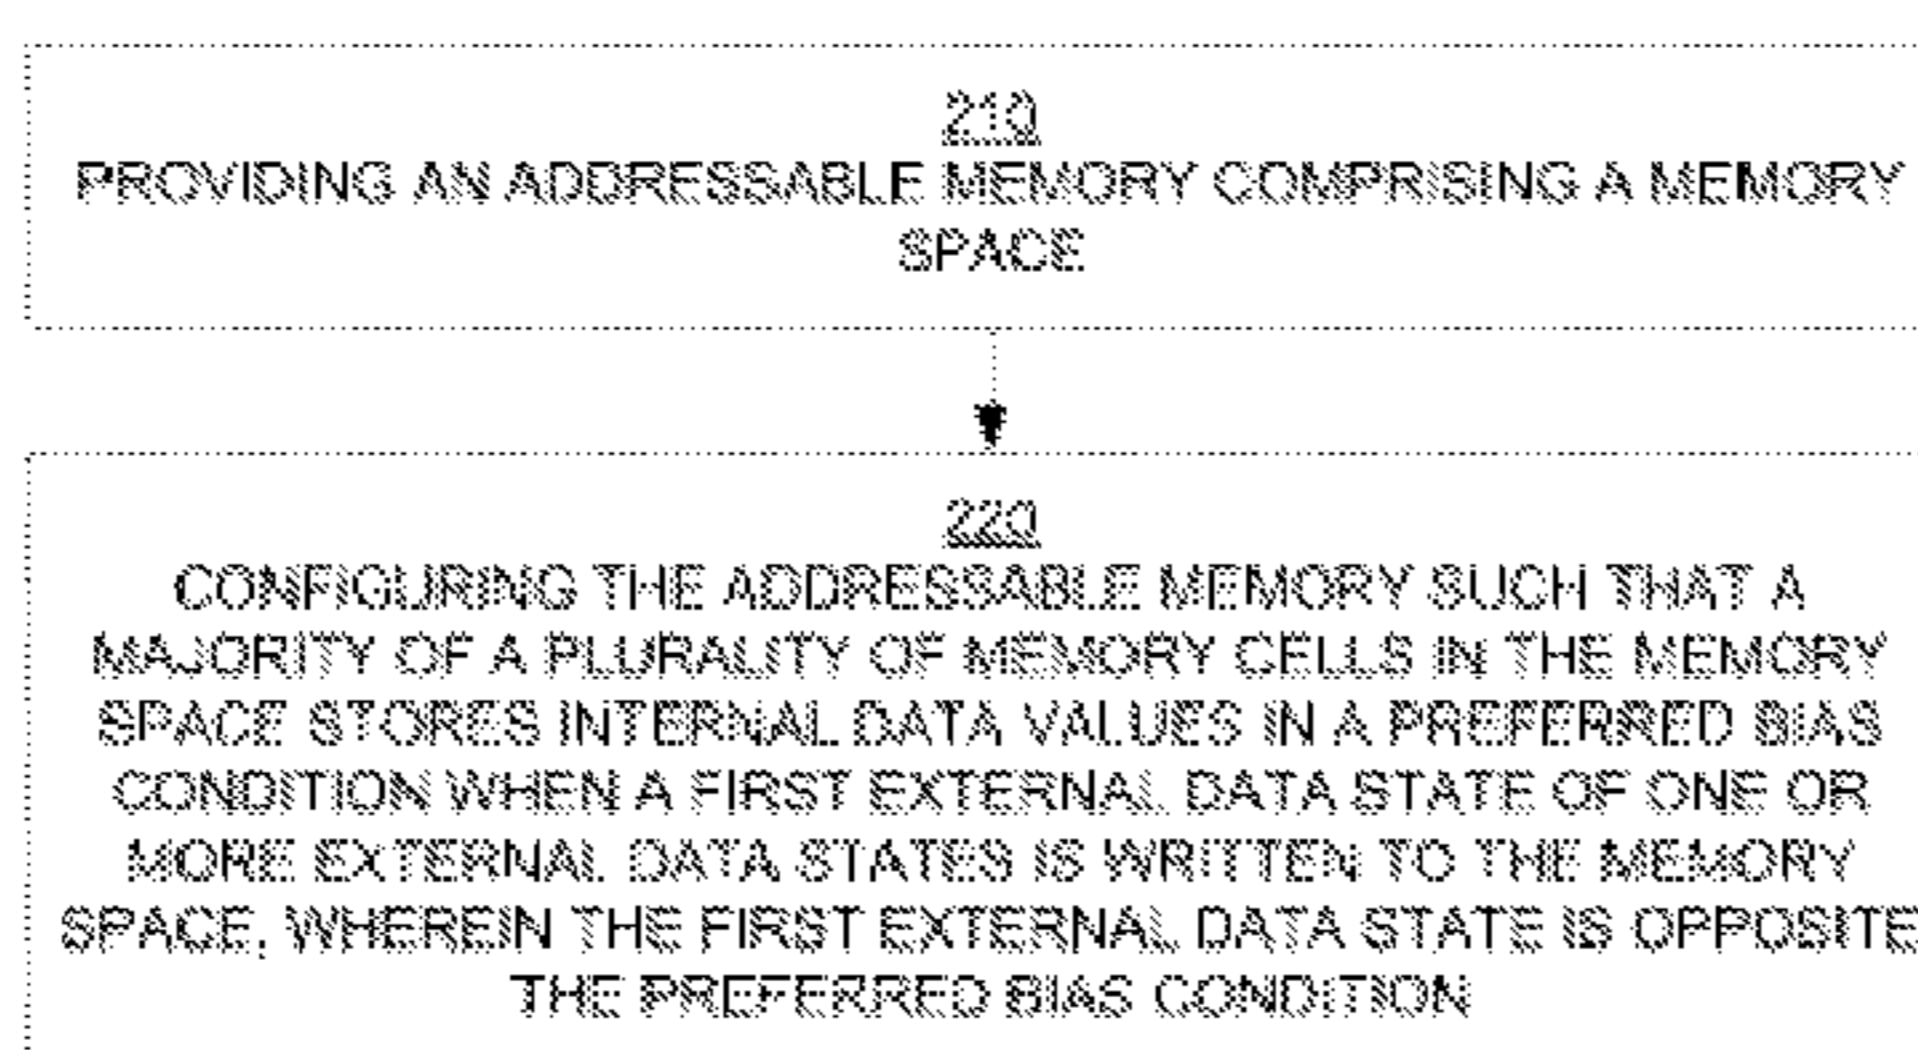 210
PROVIDING AN ADDRESSABLE MEMORY COMPRISING A MEMORY
SPACE
220
CONFIGURING THE ADDRESSABLE MEMORY SUCH THAT A
MAJORITY OF A PLURALITY OF MEMORY CELLS IN THE MEMORY
SPACE STORES INTERNAL DATA VALUES IN A PREFERRED BIAS
CONDITION WHEN A FIRST EXTERNAL DATA STATE OF ONE OR
MORE EXTERNAL DATA STATES IS WRITTEN TO THE MEMORY
SPACE, WHEREIN THE FIRST EXTERNAL DATA STATE IS OPPOSITE
THE PREFERRED BIAS CONDITION